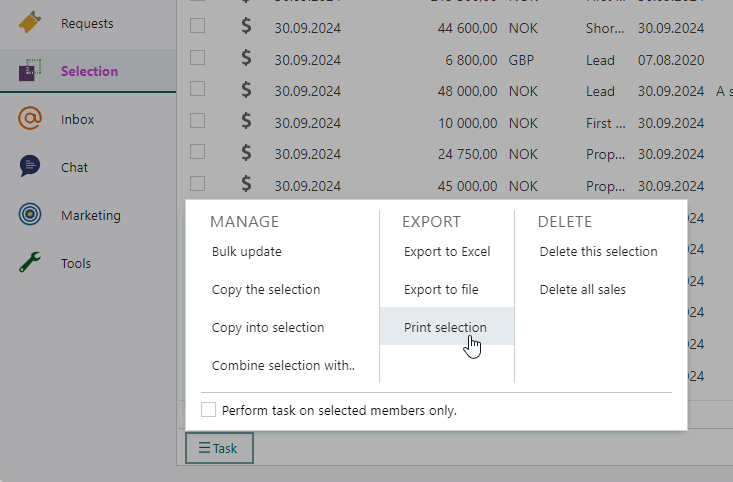 Requests
Selection
Inbox
Chat
Marketing
Tools
$ 30.09.2024 44 600,00 NOK Shor... 30.09.2024
$ 30.09.2024 6 800,00 GBP Lead 07.08.2020
$ 30.09.2024 48 000,00 NOK Lead 30.09.2024 A s
$ 30.09.2024 10 000,00 NOK First ... 30.09.2024
$ 30.09.2024 24 750,00 NOK Prop... 30.09.2024
$ 30.09.2024 45 000,00 NOK Prop... 30.09.2024
MANAGE
Bulk update
Copy the selection
Copy into selection
Combine selection with..
EXPORT
Export to Excel
Export to file
Print selection
DELETE
Delete this selection
Delete all sales
Perform task on selected members only.
Task